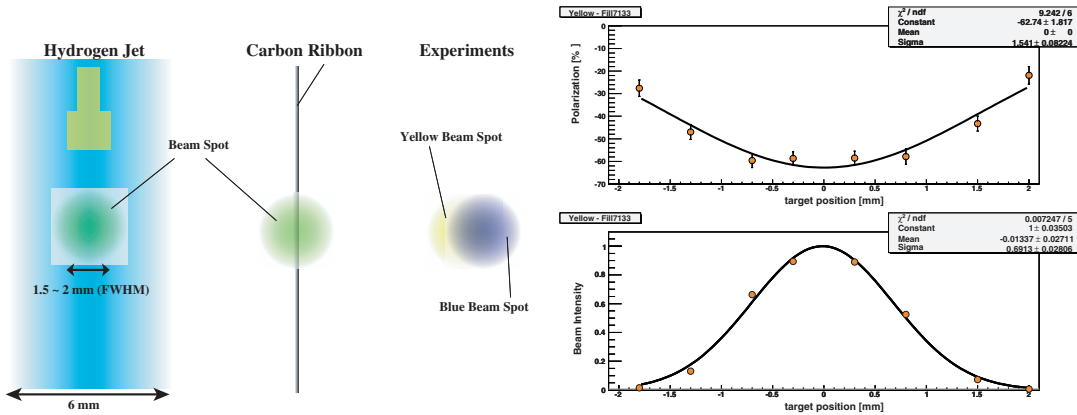 Hydrogen Jet
Carbon Ribbon
Experiments
Beam Spot
Yellow Beam Spot
Blue Beam Spot
1.5 ~ 2 mm (FWHM)
6 mm
Yellow - Fill7133
χ² / ndf 9.242 / 6
Constant -62.74 ± 1.817
Mean 0 ± 0
Sigma 1.541 ± 0.08224
Polarization [% ]
0
-10
-20
-30
-40
-50
-60
-70
-2 -1.5 -1 -0.5 0 0.5 1 1.5 2
target position [mm]
Yellow - Fill7133
χ² / ndf 0.007247 / 5
Constant 1 ± 0.03503
Mean -0.01337 ± 0.02711
Sigma 0.6913 ± 0.02806
Beam Intensity
1
0.8
0.6
0.4
0.2
0
-2 -1.5 -1 -0.5 0 0.5 1 1.5 2
target position [mm]